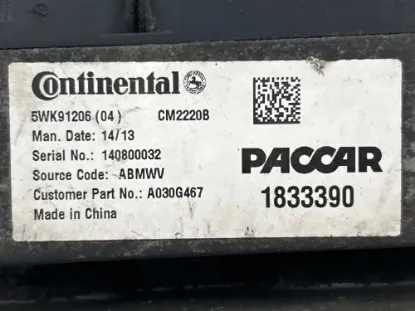 Continental
5WK91206 (04) CM2220B
Man. Date: 14/13
Serial No.: 140800032
Source Code: ABMWV
Customer Part No.: A030G467
Made in China
PACCAR
1833390